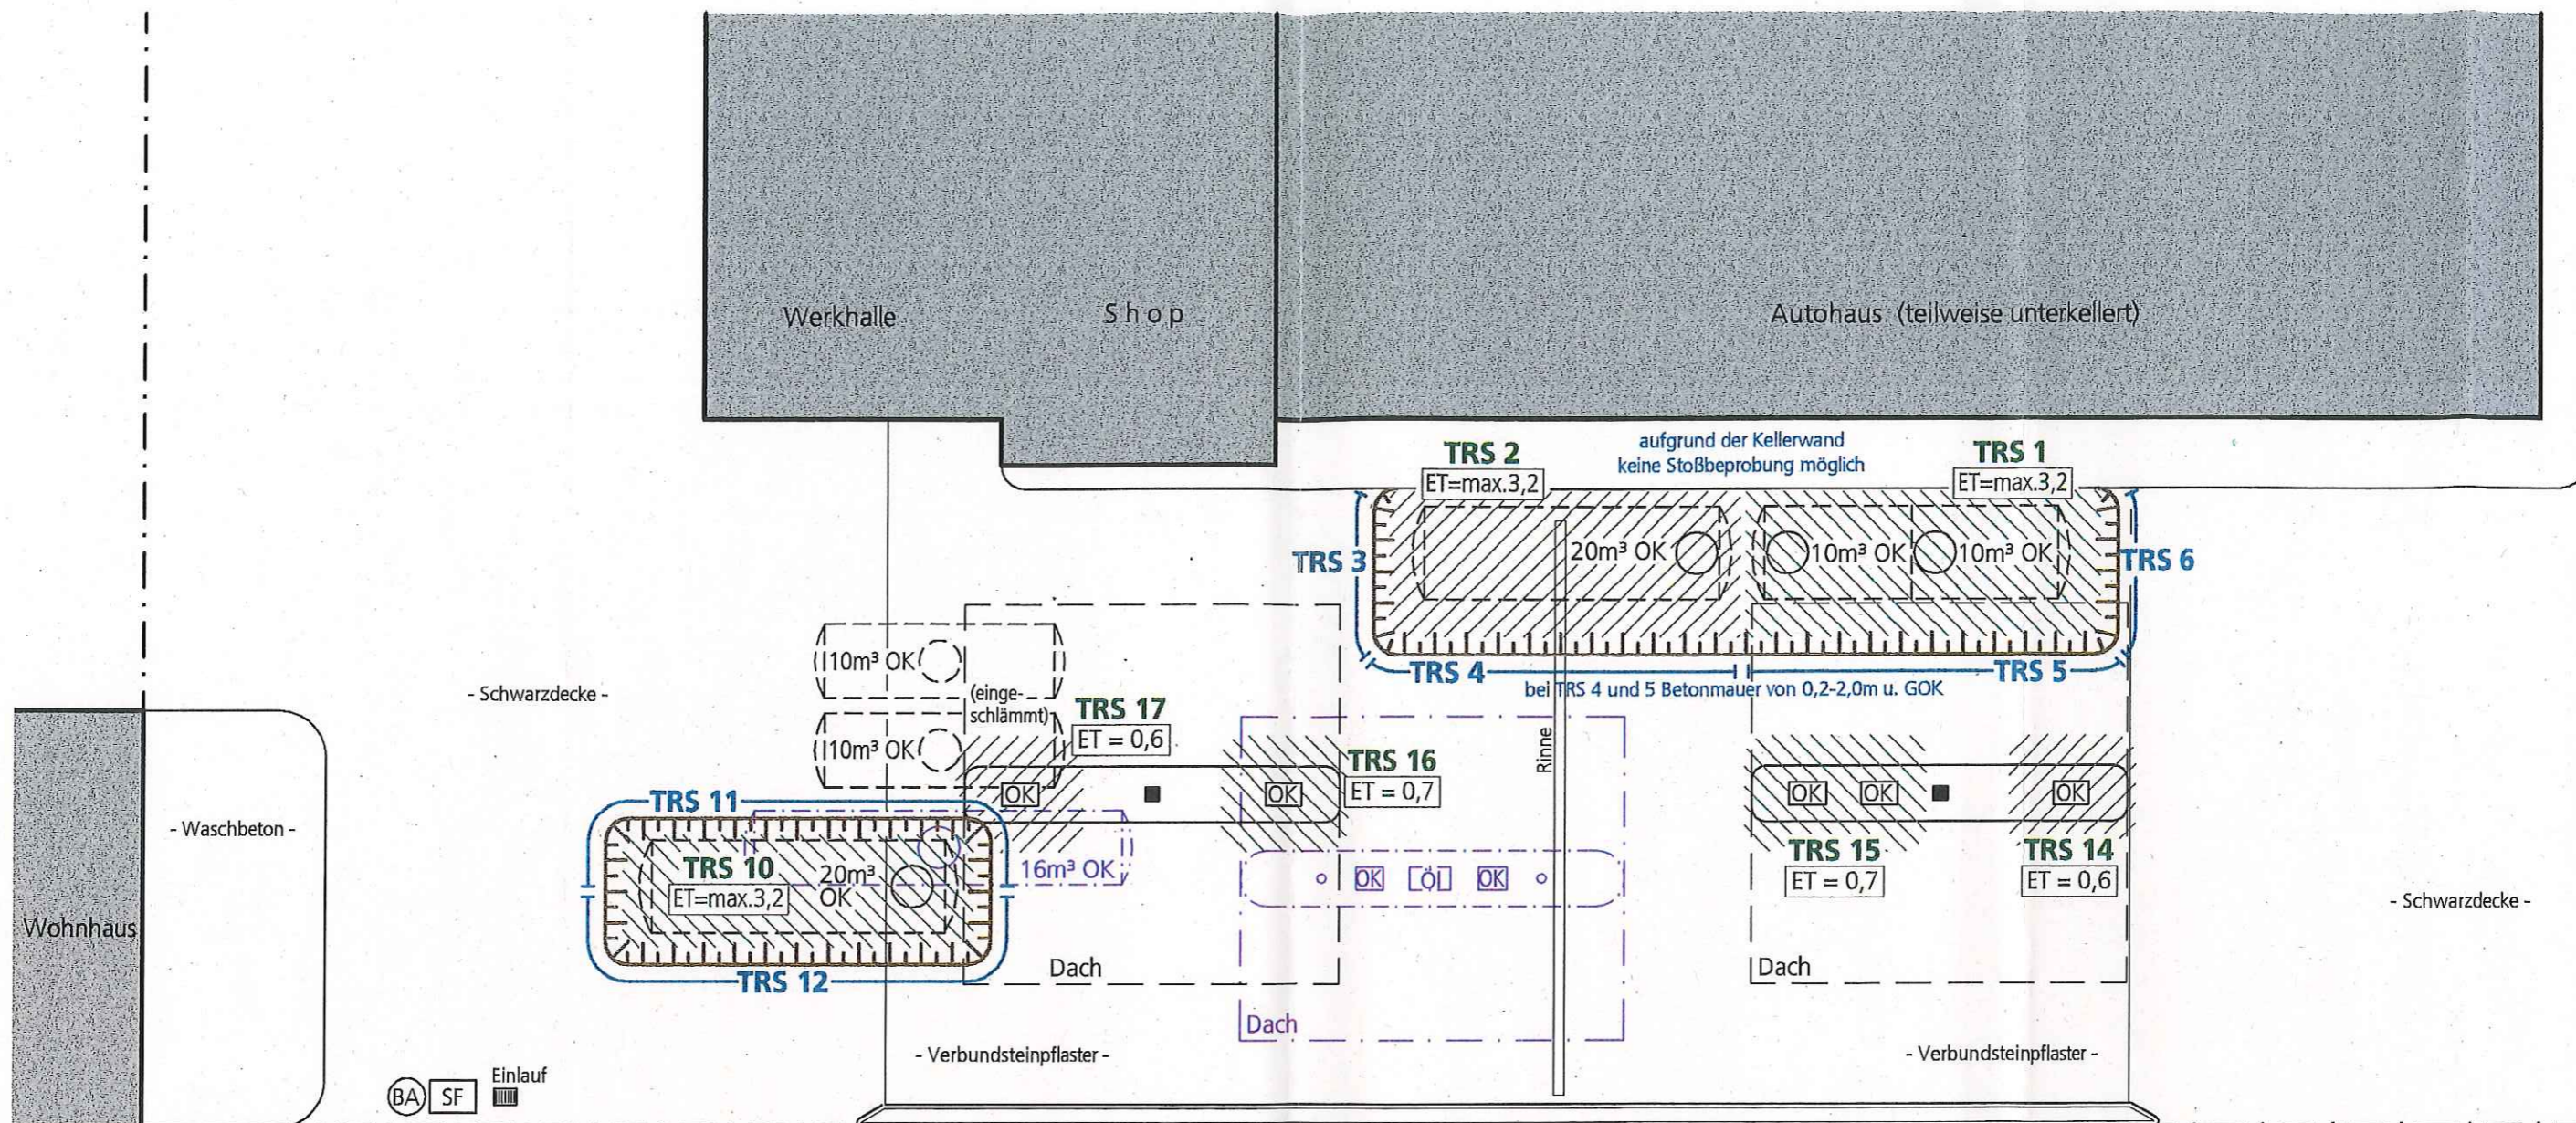 Werkhalle
Shop
Autohaus (teilweise unterkellert)
TRS 2
ET=max.3,2
aufgrund der Kellerwand
keine Stoßbeprobung möglich
TRS 1
ET=max.3,2
TRS 3
20m³ OK
10m³ OK
10m³ OK
TRS 6
TRS 4
TRS 5
bei TRS 4 und 5 Betonmauer von 0,2-2,0m u. GOK
10m³ OK
- Schwarzdecke -
(einge-
schlämmt)
10m³ OK
TRS 17
ET = 0,6
Rinne
TRS 16
ET = 0,7
OK
OK
OK
OK
OK
TRS 11
- Waschbeton -
TRS 10
ET=max.3,2
20m³
OK
16m³ OK
OK
Öl
OK
TRS 15
ET = 0,7
TRS 14
ET = 0,6
- Schwarzdecke -
Wohnhaus
TRS 12
Dach
Dach
Dach
- Verbundsteinpflaster -
- Verbundsteinpflaster -
BA
SF
Einlauf